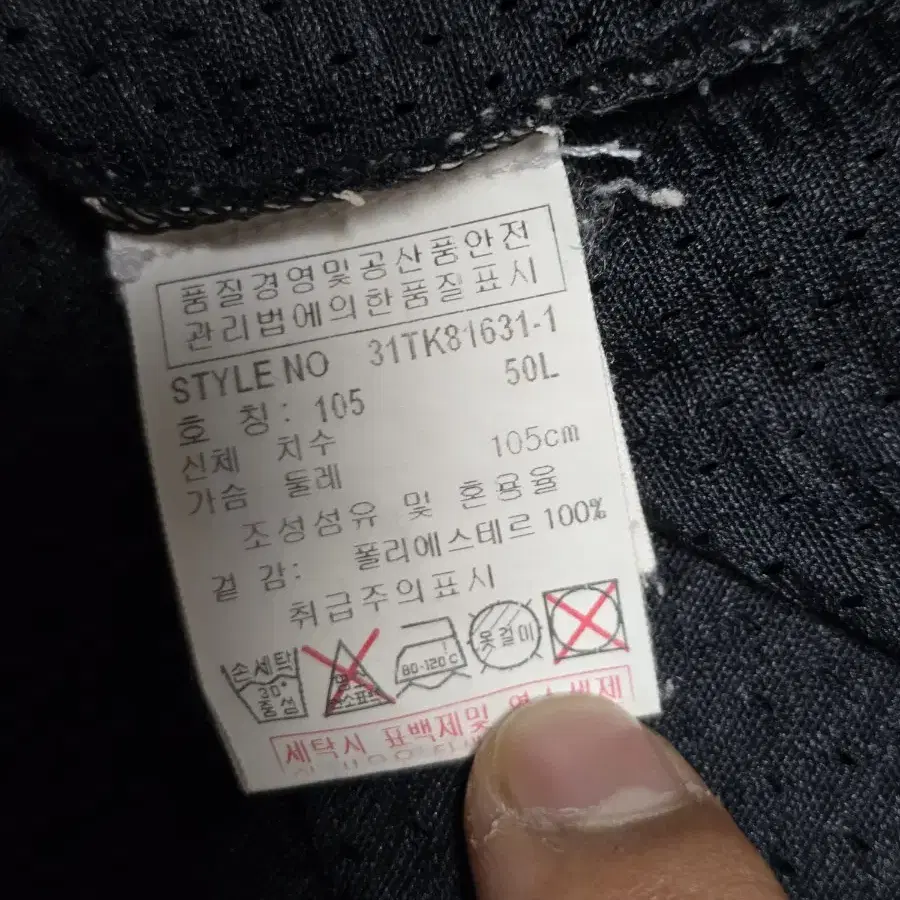 품질경영및공산품안전
관리법에의한품질표시
STYLE NO 31TK81631-1
호 칭 : 105 50L
신체 치수
가슴 둘레 105cm
조성섬유 및 혼용율
겉 감 : 폴리에스테르 100%
취급주의표시
손세탁
30°
중성
염소표백
80-120℃
옷걸이
세탁시 표백제및